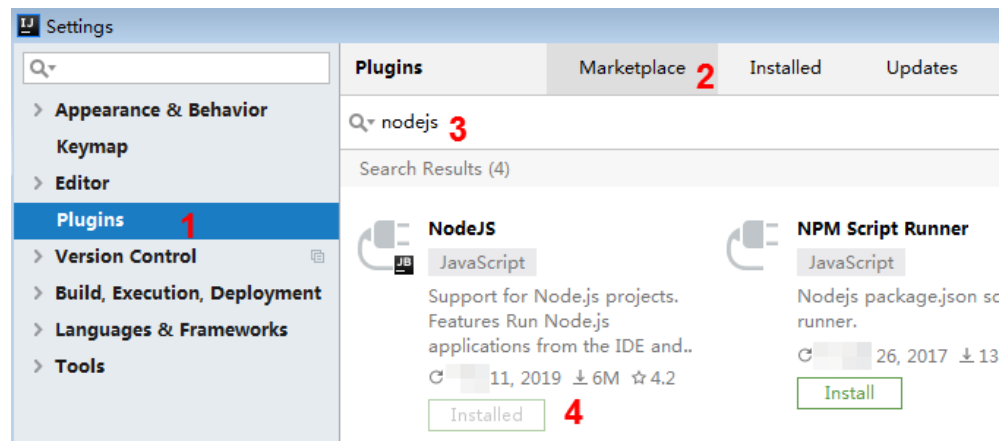 IJ Settings
Plugins Marketplace 2 Installed Updates
Appearance & Behavior
Keymap
Editor
Plugins 1
Version Control
Build, Execution, Deployment
Languages & Frameworks
Tools
nodejs 3
Search Results (4)
NodeJS
JB
JavaScript
Support for Node.js projects.
Features Run Node.js
applications from the IDE and..
11, 2019 6M 4.2
Installed 4
NPM Script Runner
JavaScript
Nodejs package.json sc
runner.
26, 2017 13
Install